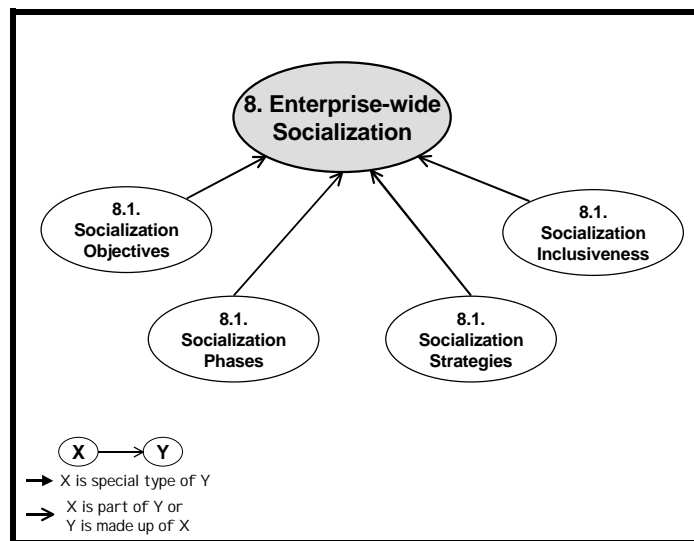 8. Enterprise-wide
Socialization
8.1.
Socialization
Objectives
8.1.
Socialization
Inclusiveness
8.1.
Socialization
Phases
8.1.
Socialization
Strategies
X
Y
X is special type of Y
X is part of Y or
Y is made up of X